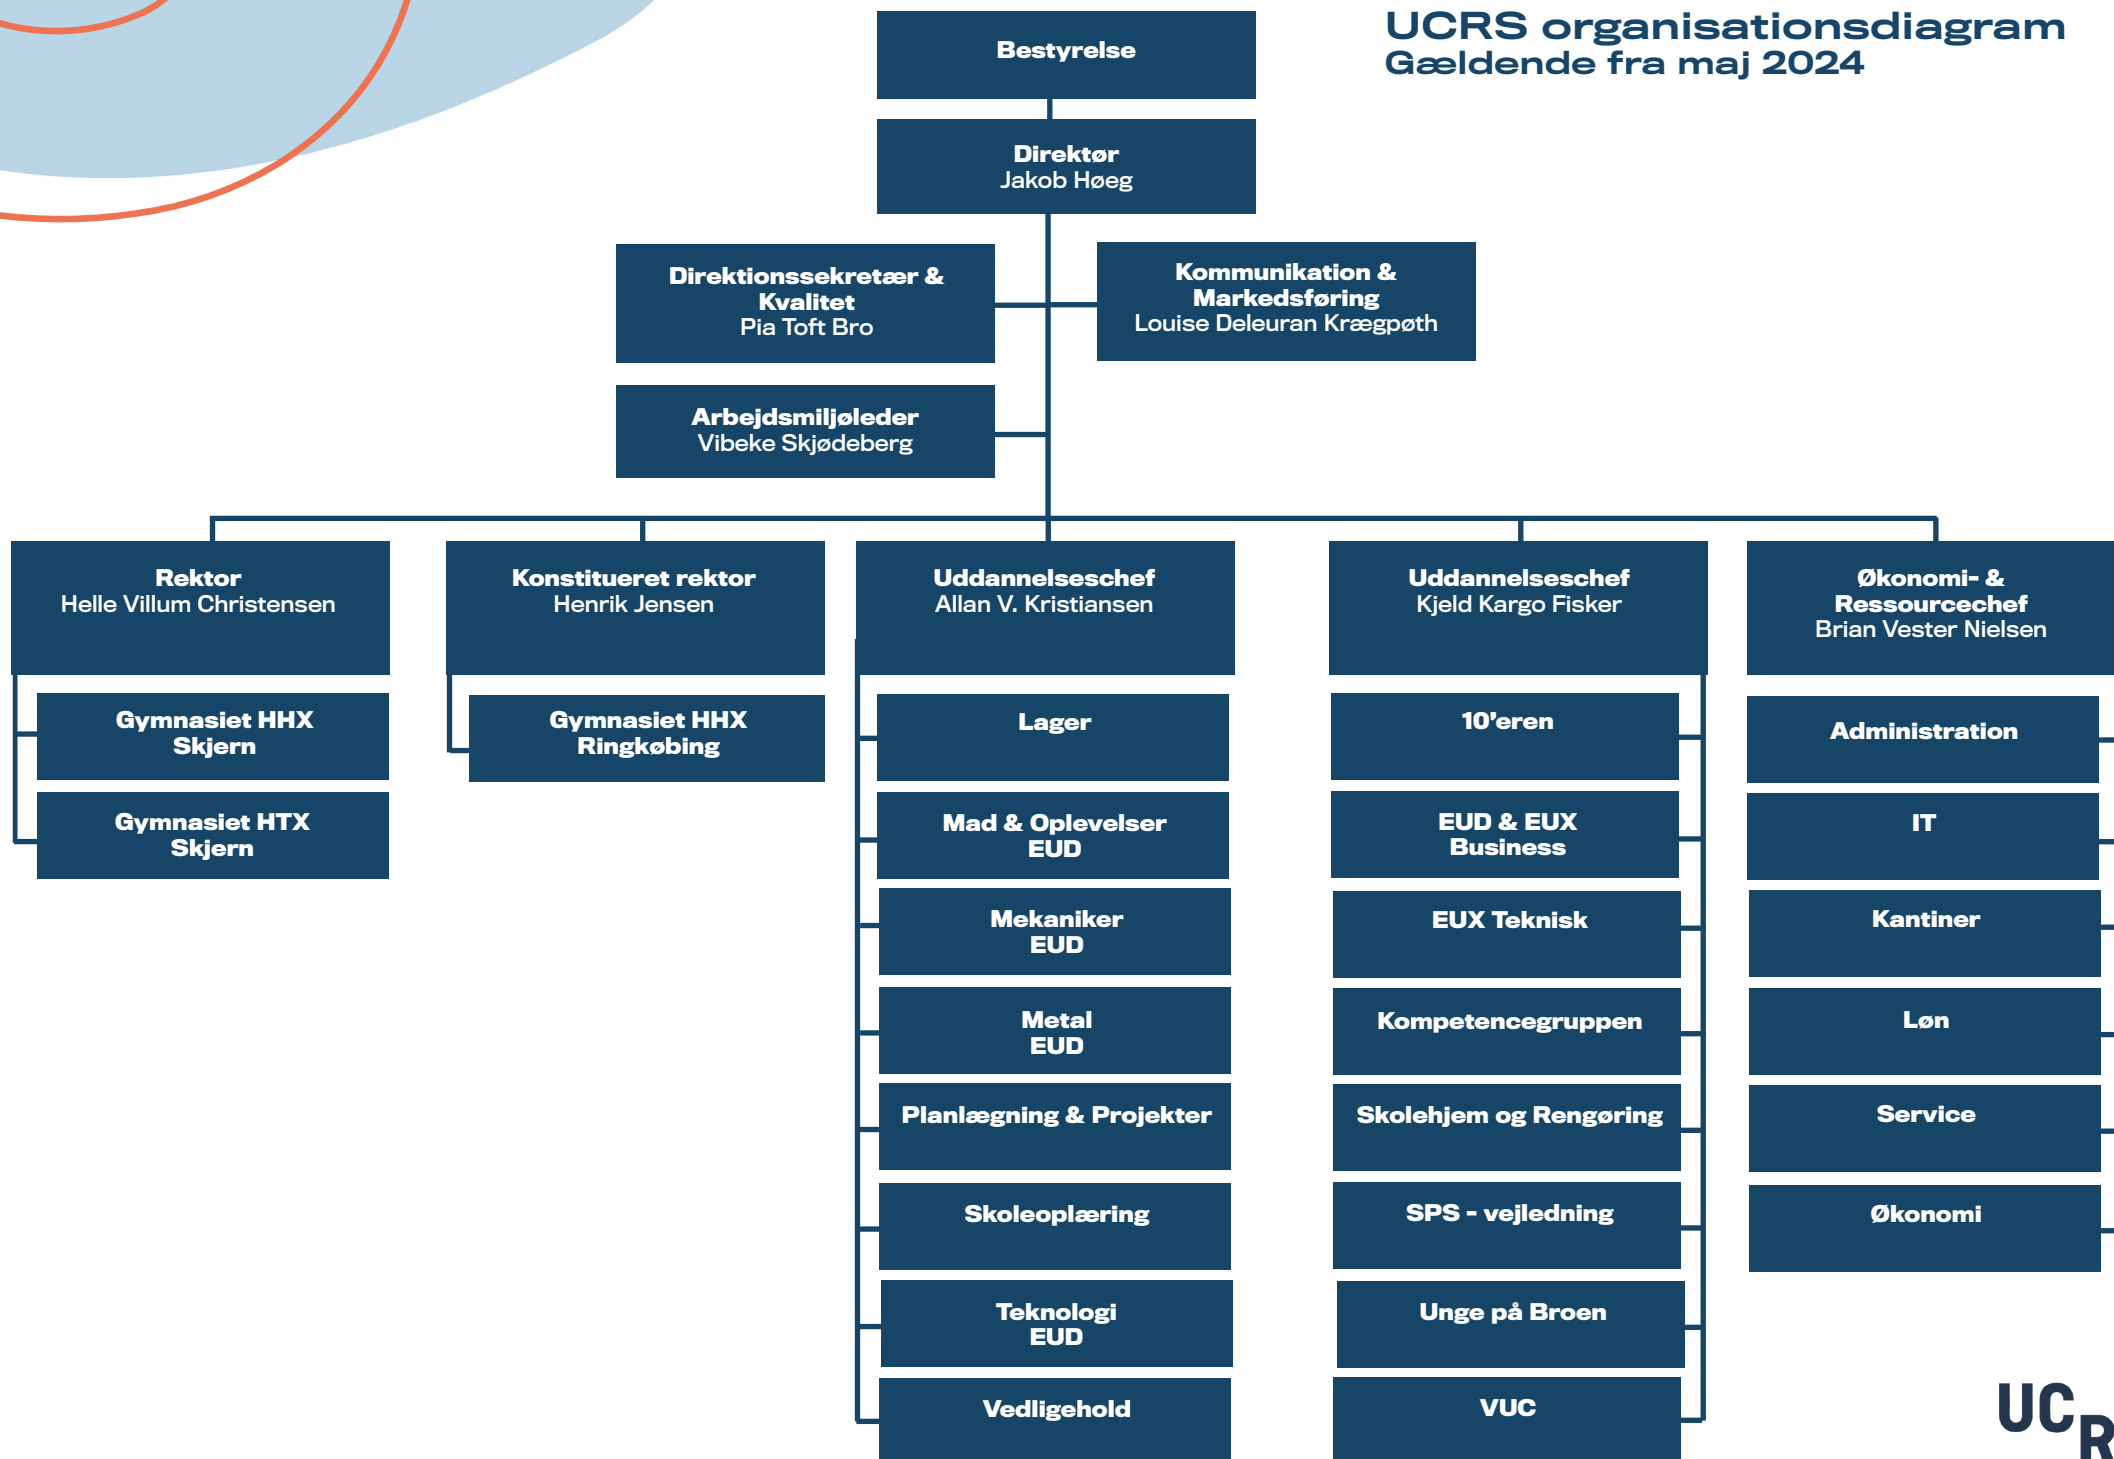 UCRS organisationsdiagram
Gældende fra maj 2024
Bestyrelse
Direktør
Jakob Høeg
Direktionssekretær &
Kvalitet
Pia Toft Bro
Kommunikation &
Markedsføring
Louise Deleuran Krægpøth
Arbejdsmiljøleder
Vibeke Skjødeberg
Rektor
Helle Villum Christensen
Gymnasiet HHX
Skjern
Gymnasiet HTX
Skjern
Konstitueret rektor
Henrik Jensen
Gymnasiet HHX
Ringkøbing
Uddannelseschef
Allan V. Kristiansen
Lager
Mad & Oplevelser
EUD
Mekaniker
EUD
Metal
EUD
Planlægning & Projekter
Skoleoplæring
Teknologi
EUD
Vedligehold
Uddannelseschef
Kjeld Kargo Fisker
10'eren
EUD & EUX
Business
EUX Teknisk
Kompetencegruppen
Skolehjem og Rengøring
SPS - vejledning
Unge på Broen
VUC
Økonomi- &
Ressourcechef
Brian Vester Nielsen
Administration
IT
Kantiner
Løn
Service
Økonomi
UC
R